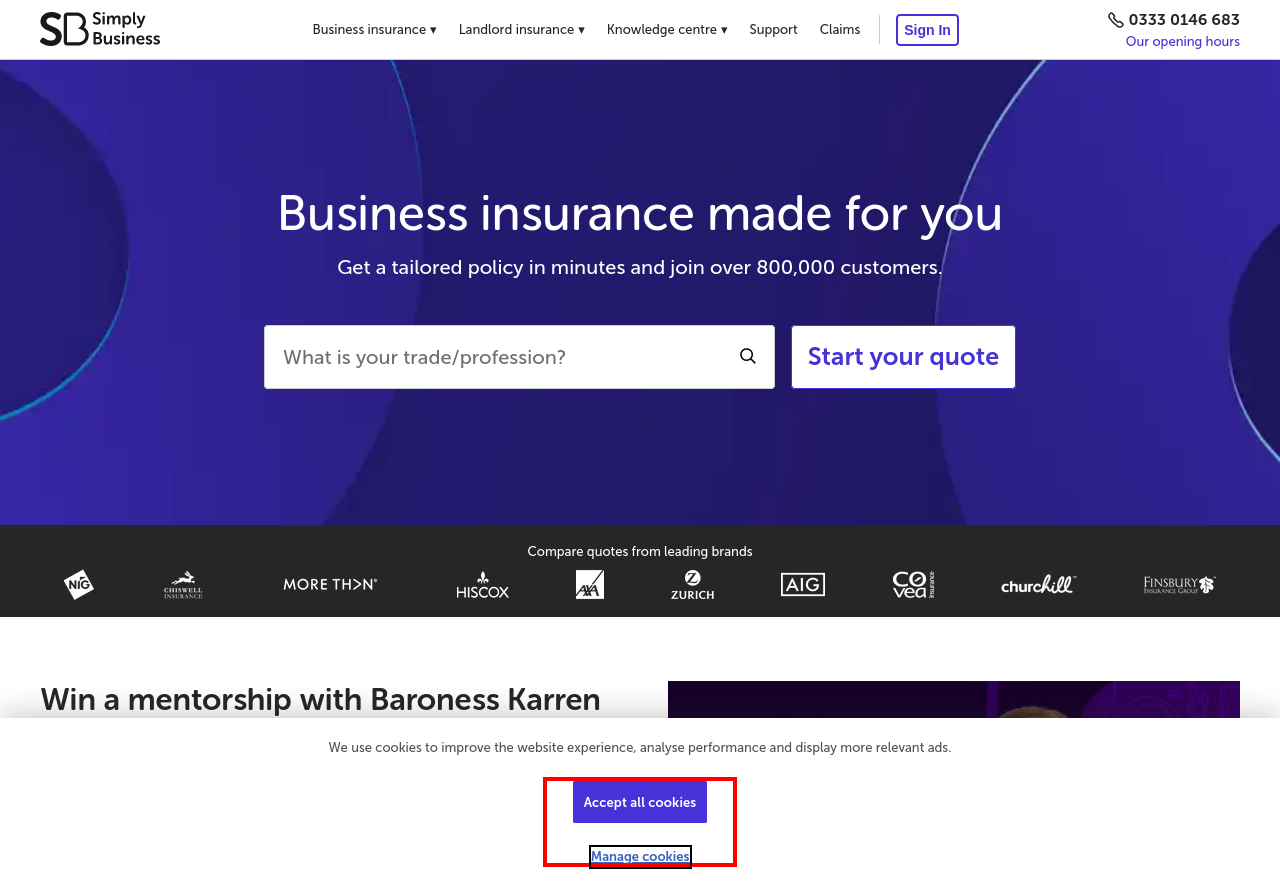 Simply
Business
SB
Business insurance ▾
Landlord insurance ▾
Knowledge centre ▾
Support
Claims
Sign In
0333 0146 683
Our opening hours
Business insurance made for you
Get a tailored policy in minutes and join over 800,000 customers.
What is your trade/profession?
Start your quote
Compare quotes from leading brands
NIG
CHISWELL
INSURANCE
MORE TH>N®
HISCOX
AXA
ZURICH
AIG
COvea
insurance
churchill™
FINSBURY
INSURANCE GROUP
Win a mentorship with Baroness Karren
We use cookies to improve the website experience, analyse performance and display more relevant ads.
Accept all cookies
Manage cookies